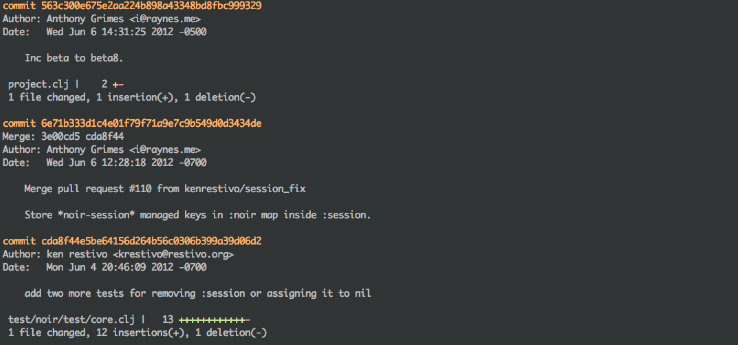 commit 563c300e675e2aa224b898a43348bd8fbc999329
Author: Anthony Grimes <i@raynes.me>
Date:   Wed Jun 6 14:31:25 2012 -0500
Inc beta to beta8.
project.clj |    2 +-
1 file changed, 1 insertion(+), 1 deletion(-)
commit 6e71b333d1c4e01f79f71a9e7c9b549d0d3434de
Merge: 3e00cd5 cda8f44
Author: Anthony Grimes <i@raynes.me>
Date:   Wed Jun 6 12:28:18 2012 -0700
Merge pull request #110 from kenrestivo/session_fix
Store *noir-session* managed keys in :noir map inside :session.
commit cda8f44e5be64156d264b56c0306b399a39d06d2
Author: ken restivo <krestivo@restivo.org>
Date:   Mon Jun 4 20:46:09 2012 -0700
add two more tests for removing :session or assigning it to nil
test/noir/test/core.clj |   13 ++++++++++++-
1 file changed, 12 insertions(+), 1 deletion(-)